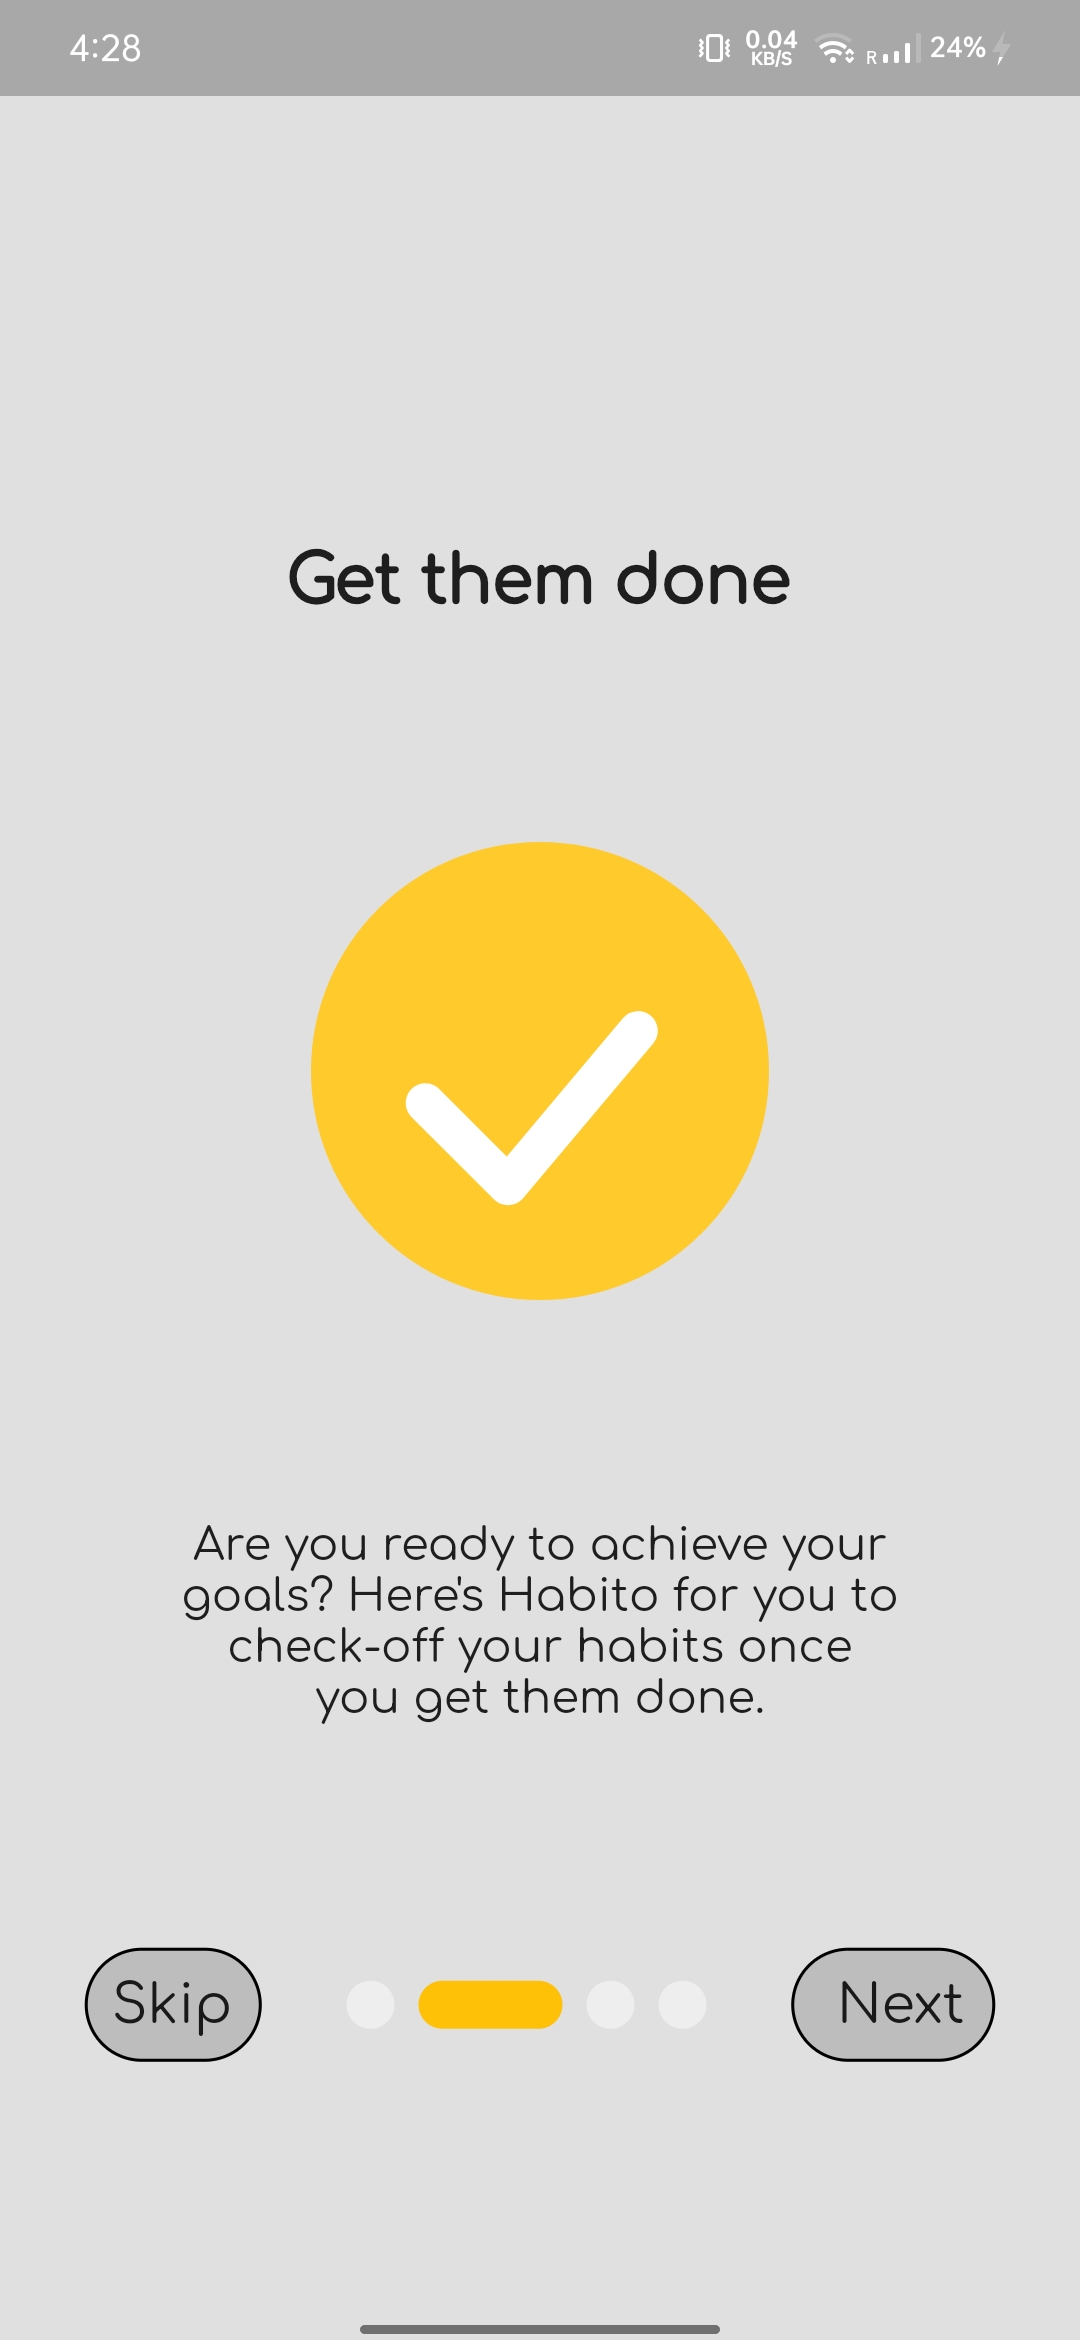 4:28
0.04
KB/S
R
24%
Get them done
Are you ready to achieve your
goals? Here's Habito for you to
check-off your habits once
you get them done.
Skip
Next